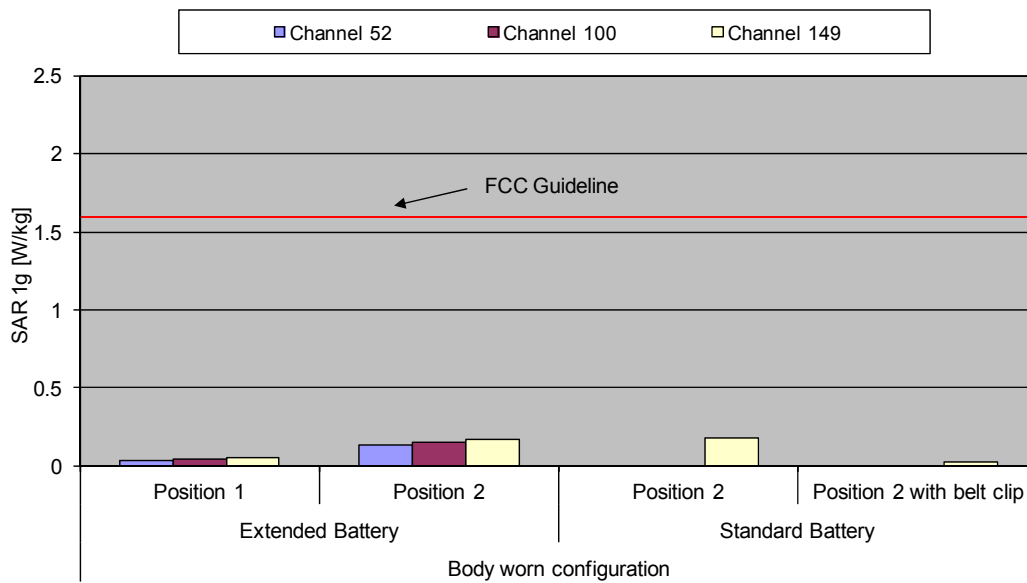 Channel 52 Channel 100 Channel 149
2.5
2
FCC Guideline
1.5
1
0.5
0
SAR 1g [W/kg]
Position 1 Position 2 Position 2 Position 2 with belt clip
Extended Battery Standard Battery
Body worn configuration